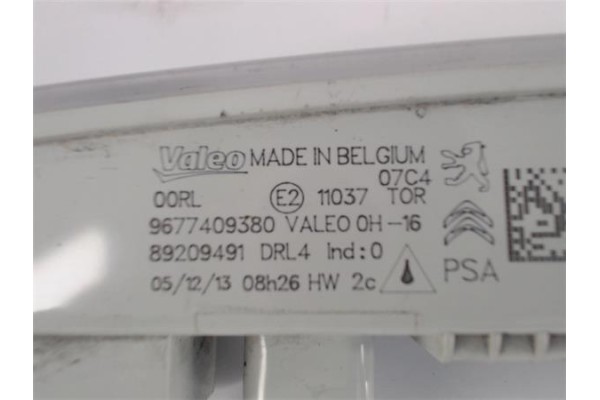 Valeo MADE IN BELGIUM
07C4
00RL E2 11037 TOR
9677409380 VALEO 0H-16
89209491 DRL4 Ind:0
05/12/13 08h26 HW 2c
PSA